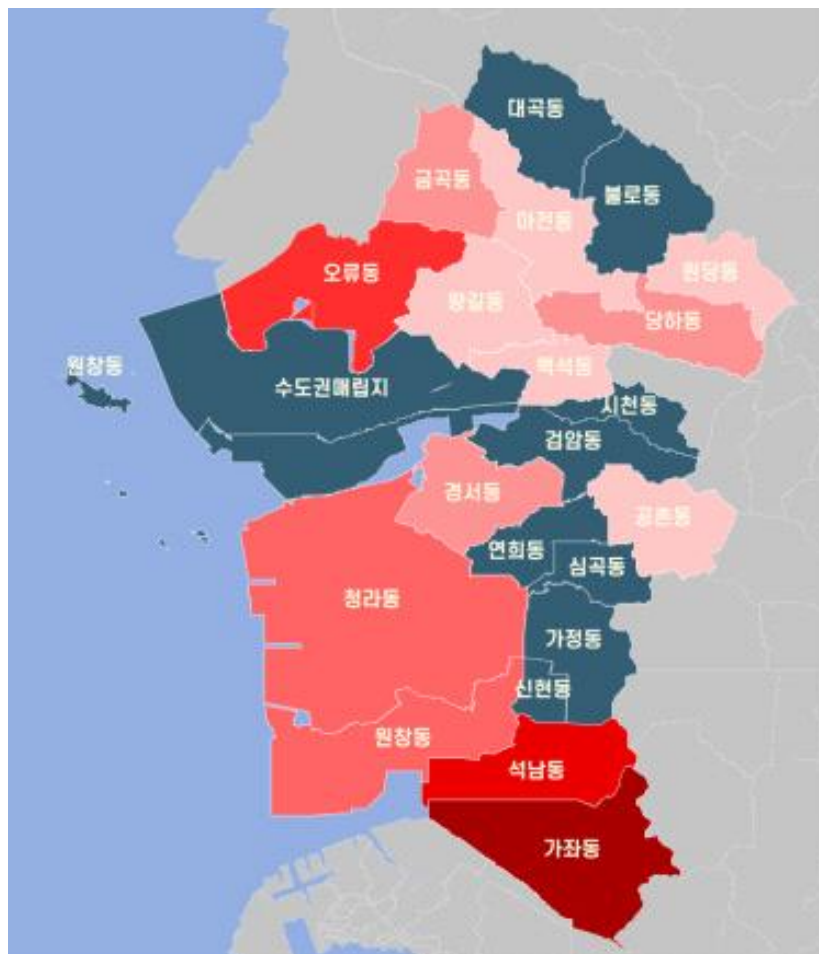 대곡동
금곡동
불로동
마전동
오류동
원당동
왕길동
당하동
원창동
백석동
수도권매립지
시천동
검암동
경서동
공촌동
연희동
심곡동
청라동
가정동
신현동
원창동
석남동
가좌동